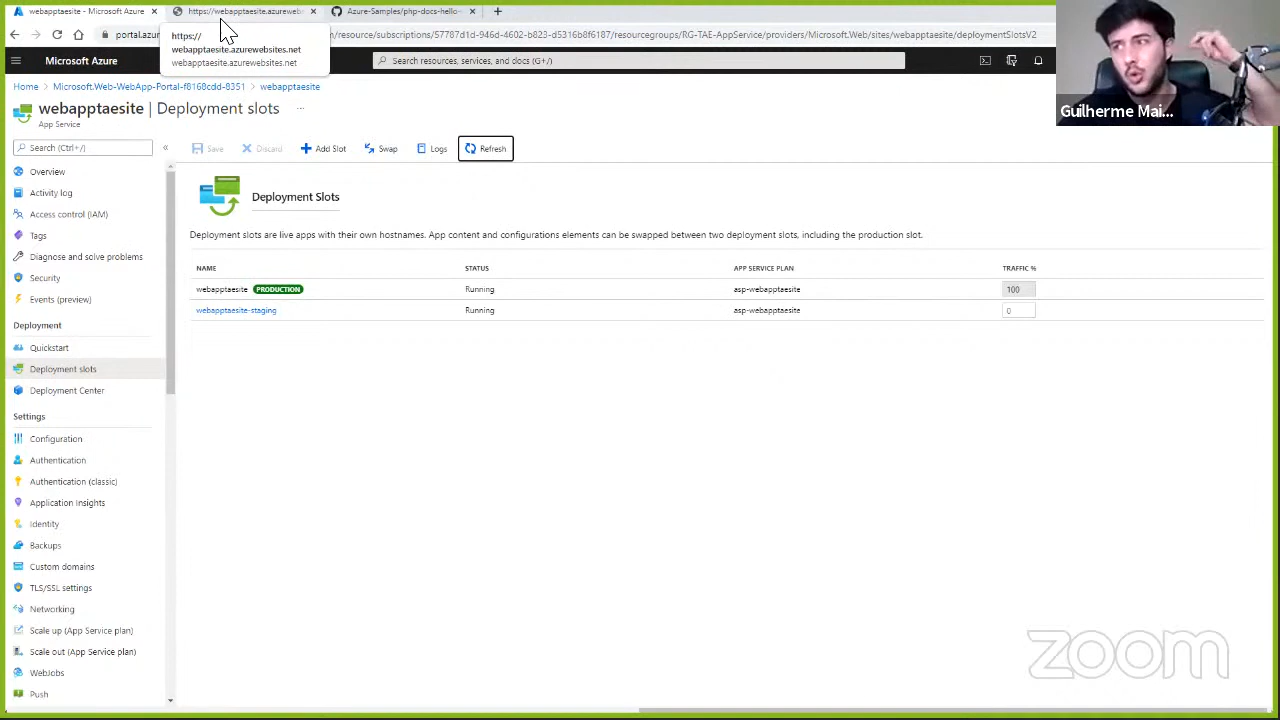 webapptaesite - Microsoft Azure
https://webapptaesite.azureweb
Azure-Samples/php-docs-hello-
portal.azu
resource/subscriptions/57787d1d-946d-4602-b823-d5316b8f6187/resourcegroups/RG-TAE-AppService/providers/Microsoft.Web/sites/webapptaesite/deploymentSlotsV2
https://
webapptaesite.azurewebsites.net
webapptaesite.azurewebsites.net
Microsoft Azure
Search resources, services, and docs (G+/)
Home
Microsoft.Web-WebApp-Portal-f8168cdd-8351
webapptaesite
webapptaesite | Deployment slots
...
App Service
Search (Ctrl+/)
«
Save
Discard
Add Slot
Swap
Logs
Refresh
Overview
Activity log
Access control (IAM)
Tags
Diagnose and solve problems
Security
Events (preview)
Deployment
Quickstart
Deployment slots
Deployment Center
Settings
Configuration
Authentication
Authentication (classic)
Application Insights
Identity
Backups
Custom domains
TLS/SSL settings
Networking
Scale up (App Service plan)
Scale out (App Service plan)
WebJobs
Push
Deployment Slots
Deployment slots are live apps with their own hostnames. App content and configurations elements can be swapped between two deployment slots, including the production slot.
NAME STATUS APP SERVICE PLAN TRAFFIC %
webapptaesite PRODUCTION Running asp-webapptaesite 100
webapptaesite-staging Running asp-webapptaesite 0
Guilherme Mai...
zoom